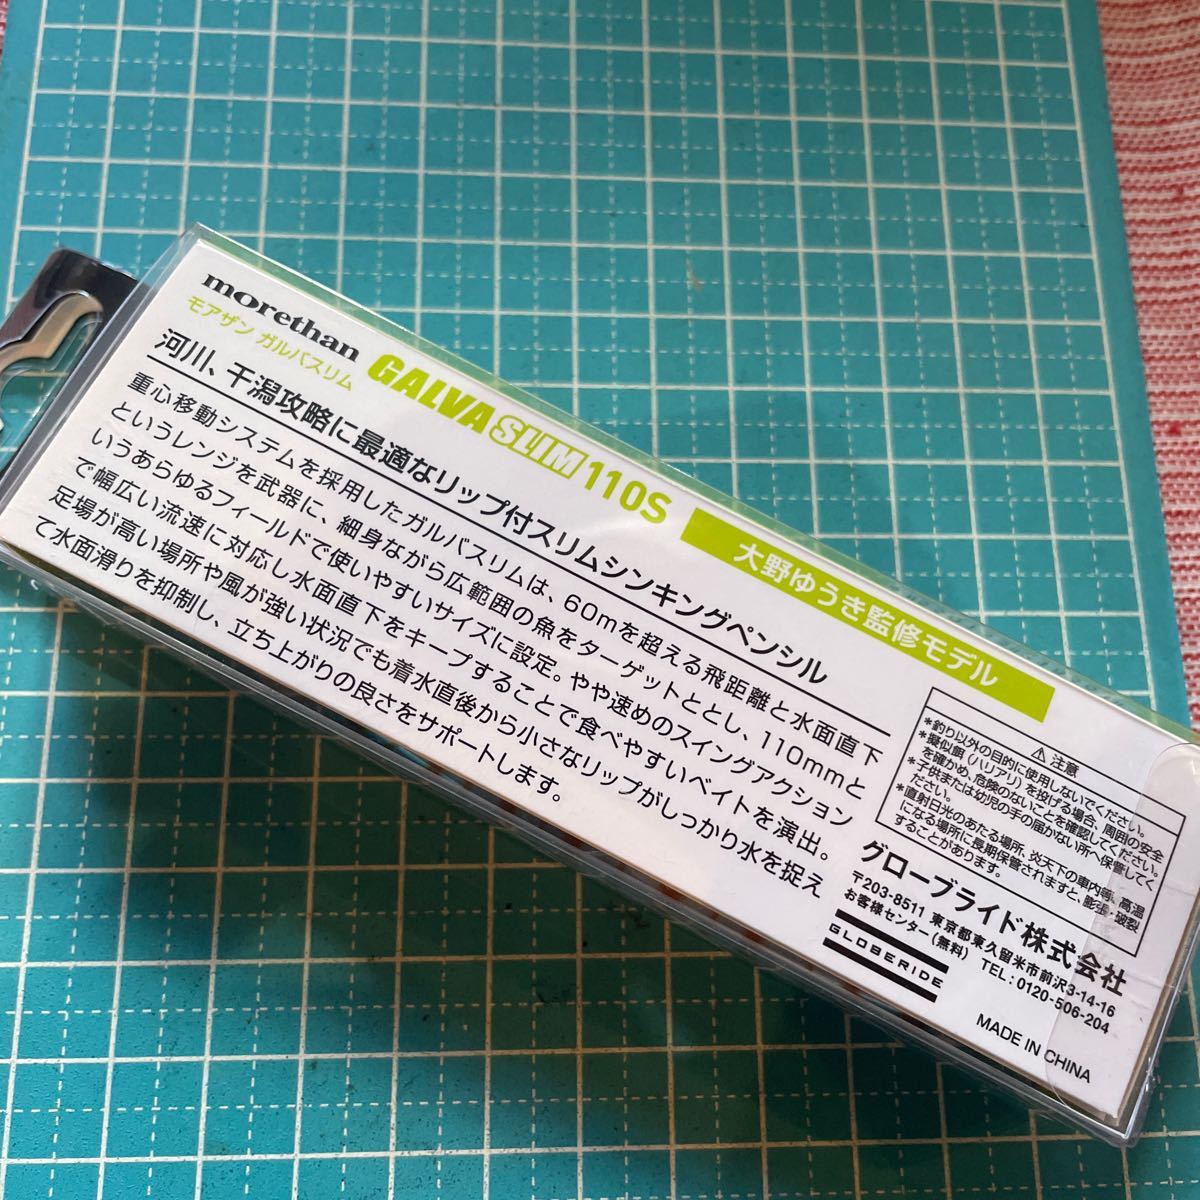 morethan GALVA SLIM 110S
モアザン ガルバスリム
大野ゆうき監修モデル
河川、干潟攻略に最適なリップ付スリムシンキングペンシル
重心移動システムを採用したガルバスリムは、60mを超える飛距離と水面直下
というレンジを武器に、細身ながら広範囲の魚をターゲットとし、110mmと
いうあらゆるフィールドで使いやすいサイズに設定。やや速めのスイングアクション
で幅広い流速に対応し水面直下をキープすることで食べやすいベイトを演出。
足場が高い場所や風が強い状況でも着水直後から小さなリップがしっかり水を捉え
て水面滑りを抑制し、立ち上がりの良さをサポートします。
⚠ 注意
*釣り以外の目的に使用しないでください。
*擬似餌(ハリアリ)を投げる場合、周囲の安全
を確かめ、危険のないことを確認してください。
*子供または幼児の手の届かない所へ保管してく
ださい。
*直射日光のあたる場所、炎天下の車内等、高温
になる場所に長期保管されますと、膨張・破裂
することがあります。
グローブライド株式会社
〒203-8511 東京都東久留米市前沢3-14-16
お客様センター(無料) TEL:0120-506-204
GLOBERIDE
MADE IN CHINA